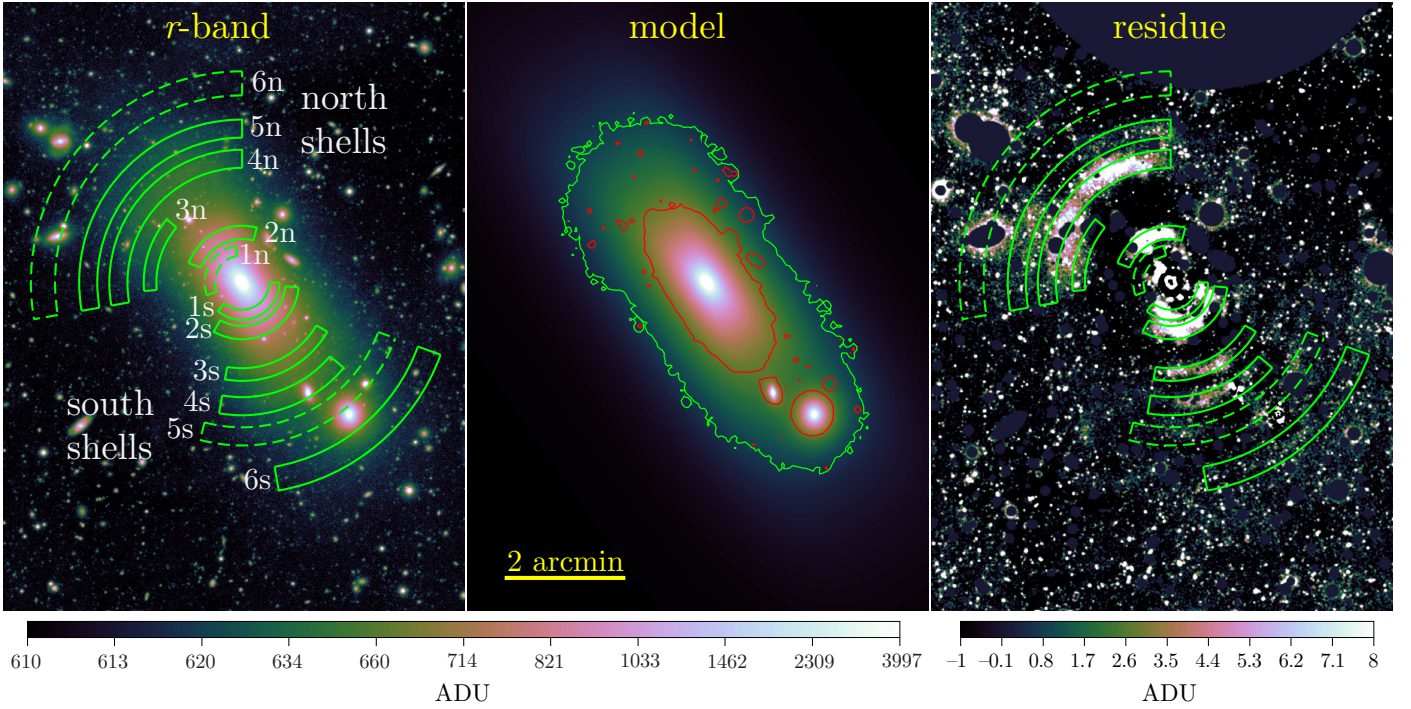 r-band
6n
north
shells
5n
4n
3n
2n
1n
1s
2s
3s
4s
5s
6s
south
shells
model
2 arcmin
residue
610 613 620 634 660 714 821 1033 1462 2309 3997
ADU
−1 −0.1 0.8 1.7 2.6 3.5 4.4 5.3 6.2 7.1 8
ADU